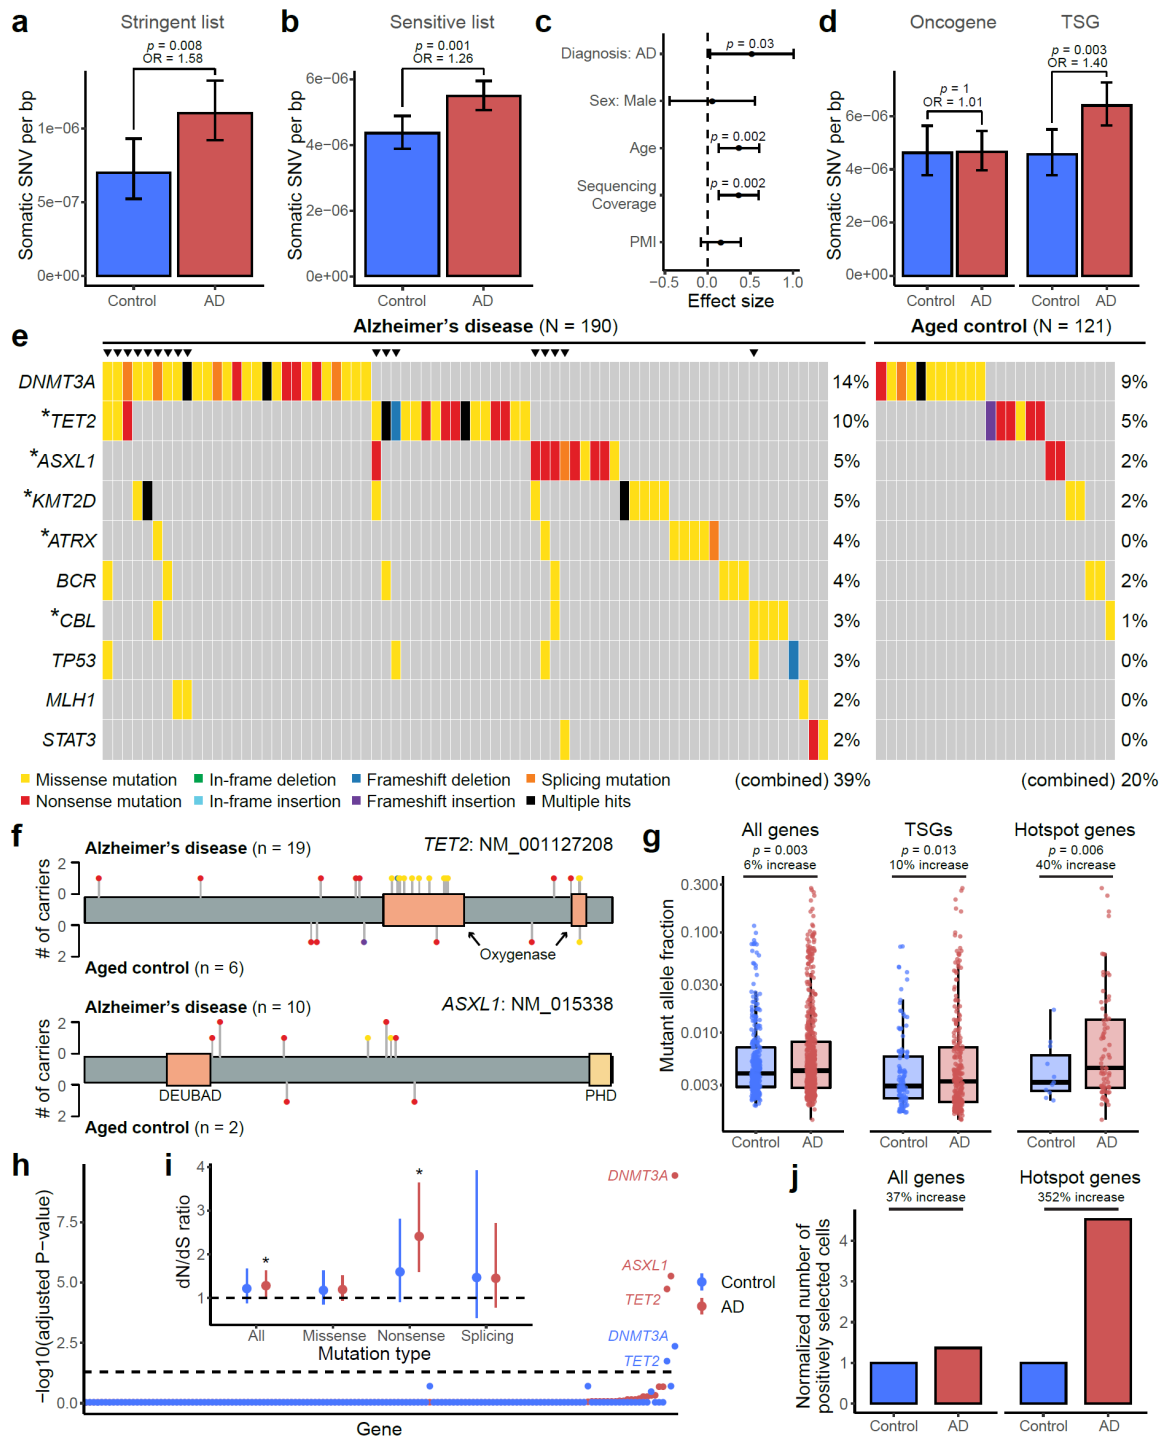 a
Stringent list
p = 0.008
OR = 1.58
Somatic SNV per bp
1e−06
5e−07
0e+00
Control
AD
b
Sensitive list
p = 0.001
OR = 1.26
Somatic SNV per bp
6e−06
4e−06
2e−06
0e+00
Control
AD
c
Diagnosis: AD
Sex: Male
Age
Sequencing
Coverage
PMI
p = 0.03
p = 0.002
p = 0.002
−0.5
0.0
0.5
1.0
Effect size
d
Oncogene
TSG
p = 1
OR = 1.01
p = 0.003
OR = 1.40
Somatic SNV per bp
6e−06
4e−06
2e−06
0e+00
Control
AD
Control
AD
e
Alzheimer's disease (N = 190)
Aged control (N = 121)
DNMT3A 14% 9%
*TET2 10% 5%
*ASXL1 5% 2%
*KMT2D 5% 2%
*ATRX 4% 0%
BCR 4% 2%
*CBL 3% 1%
TP53 3% 0%
MLH1 2% 0%
STAT3 2% 0%
(combined) 39%
(combined) 20%
Missense mutation
In-frame deletion
Frameshift deletion
Splicing mutation
Nonsense mutation
In-frame insertion
Frameshift insertion
Multiple hits
f
Alzheimer's disease (n = 19)
TET2: NM_001127208
# of carriers
2
0
0
2
Oxygenase
Aged control (n = 6)
Alzheimer's disease (n = 10)
ASXL1: NM_015338
# of carriers
2
0
0
2
DEUBAD
PHD
Aged control (n = 2)
g
All genes
p = 0.003
6% increase
TSGs
p = 0.013
10% increase
Hotspot genes
p = 0.006
40% increase
Mutant allele fraction
0.300
0.100
0.030
0.010
0.003
Control
AD
Control
AD
Control
AD
h
−log10(adjusted P−value)
7.5
5.0
2.5
0.0
Gene
DNMT3A
ASXL1
TET2
DNMT3A
TET2
Control
AD
i
dN/dS ratio
4
3
2
1
*
*
All
Missense
Nonsense
Splicing
Mutation type
j
All genes
37% increase
Hotspot genes
352% increase
Normalized number of
positively selected cells
4
3
2
1
0
Control
AD
Control
AD